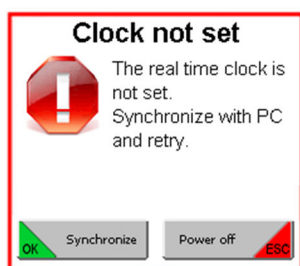 Clock not set
The real time clock is
not set.
Synchronize with PC
and retry.
OK Synchronize Power off ESC